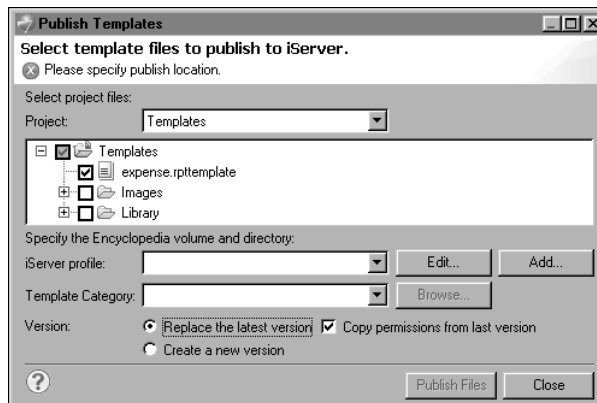 Publish Templates
Select template files to publish to iServer.
Please specify publish location.
Select project files:
Project: Templates
Templates
expense.rpttemplate
Images
Library
Specify the Encyclopedia volume and directory:
iServer profile: Edit... Add...
Template Category: Browse...
Version: Replace the latest version Copy permissions from last version
Create a new version
? Publish Files Close